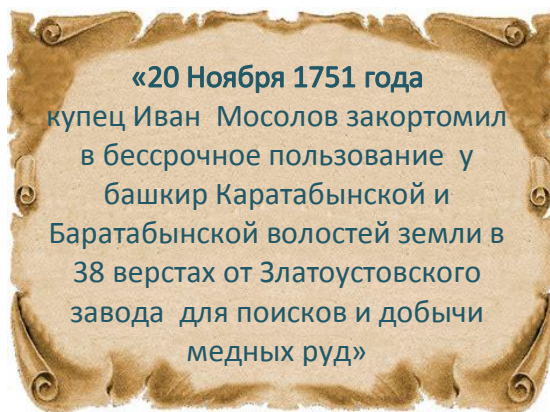 «20 Ноября 1751 года
купец Иван Мосолов закортомил
в бессрочное пользование у
башкир Каратабынской и
Баратабынской волостей земли в
38 верстах от Златоустовского
завода для поисков и добычи
медных руд»